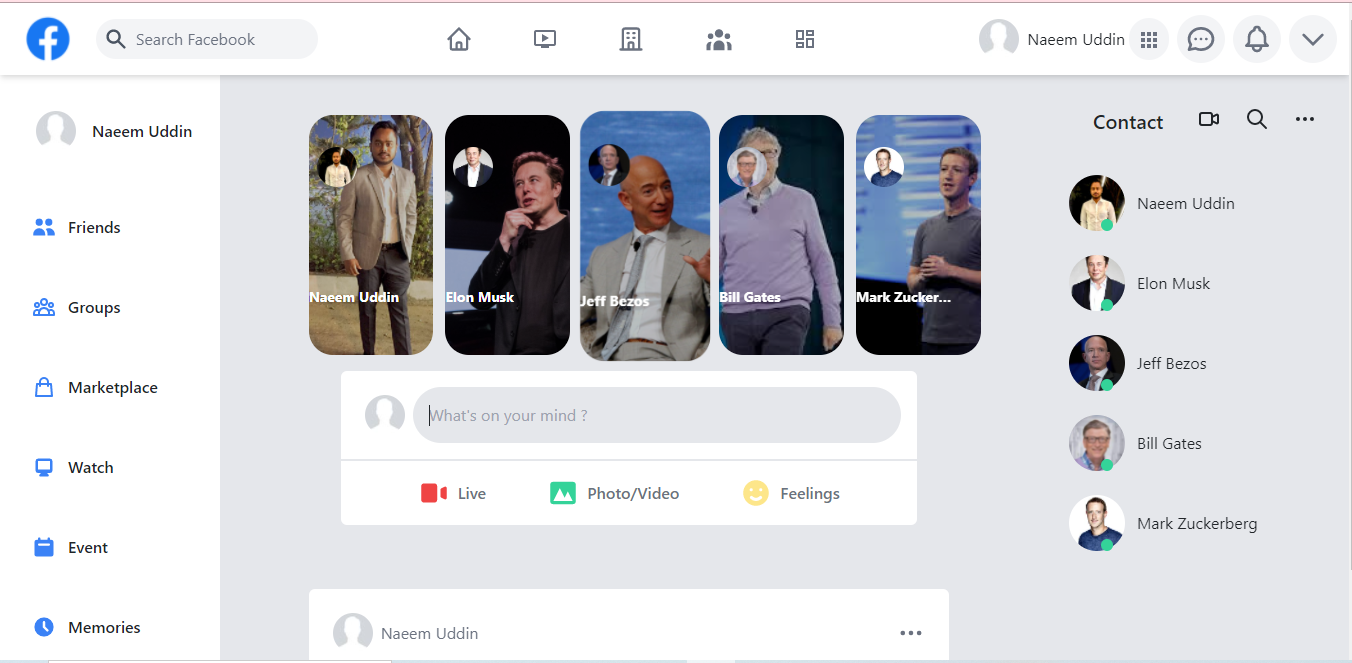 Search Facebook
Naeem Uddin
Naeem Uddin
Friends
Groups
Marketplace
Watch
Event
Memories
Naeem Uddin
Elon Musk
Jeff Bezos
Bill Gates
Mark Zucker...
What's on your mind ?
Live
Photo/Video
Feelings
Naeem Uddin
Contact
Naeem Uddin
Elon Musk
Jeff Bezos
Bill Gates
Mark Zuckerberg